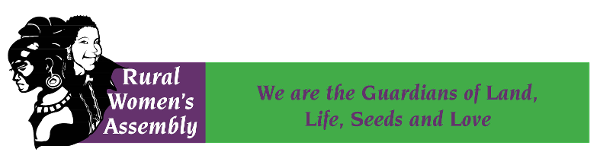 Rural
Women's
Assembly
We are the Guardians of Land,
Life, Seeds and Love